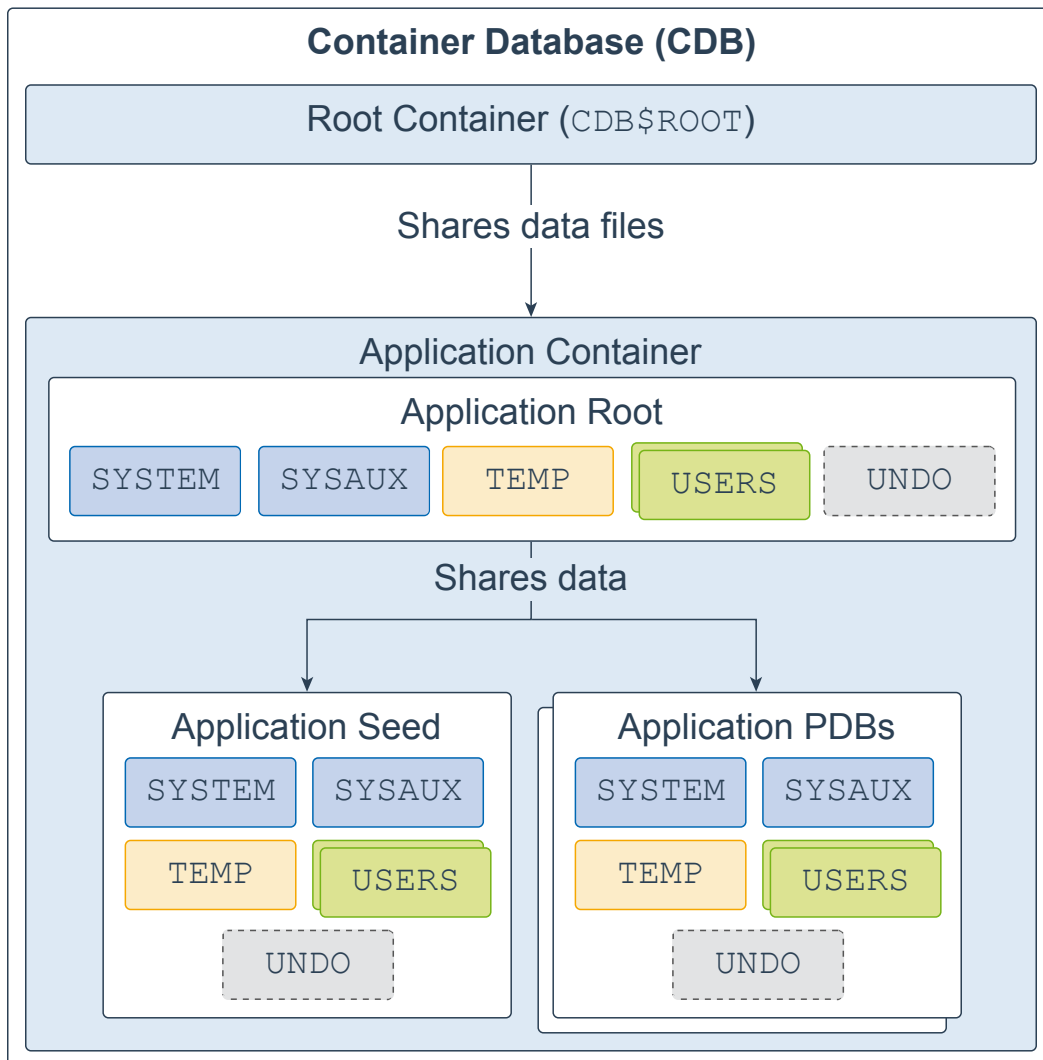 Container Database (CDB)
Root Container (CDB$ROOT)
Shares data files
Application Container
Application Root
SYSTEM
SYSAUX
TEMP
USERS
UNDO
Shares data
Application Seed
SYSTEM
SYSAUX
TEMP
USERS
UNDO
Application PDBs
SYSTEM
SYSAUX
TEMP
USERS
UNDO